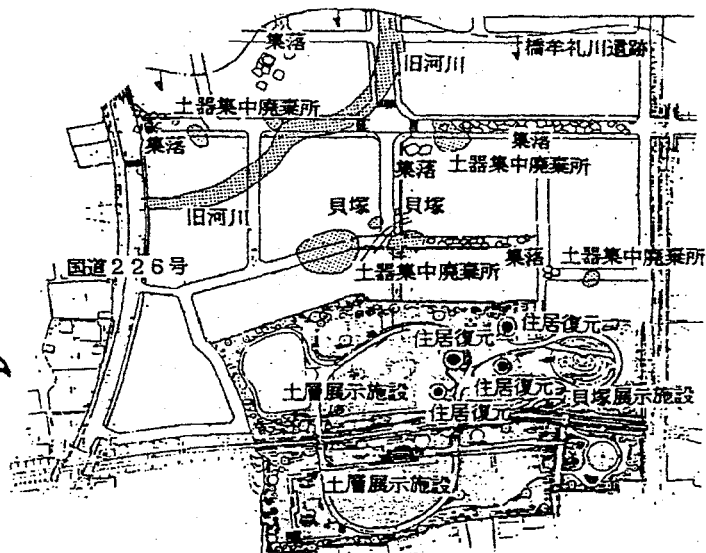 集落
旧河川
橋牟礼川遺跡
土器集中廃棄所
集落
集落
集落
土器集中廃棄所
貝塚
貝塚
旧河川
国道226号
土器集中廃棄所
集落
土器集中廃棄所
住居復元
住居復元
土層展示施設
住居復元
貝塚展示施設
住居復元
土層展示施設